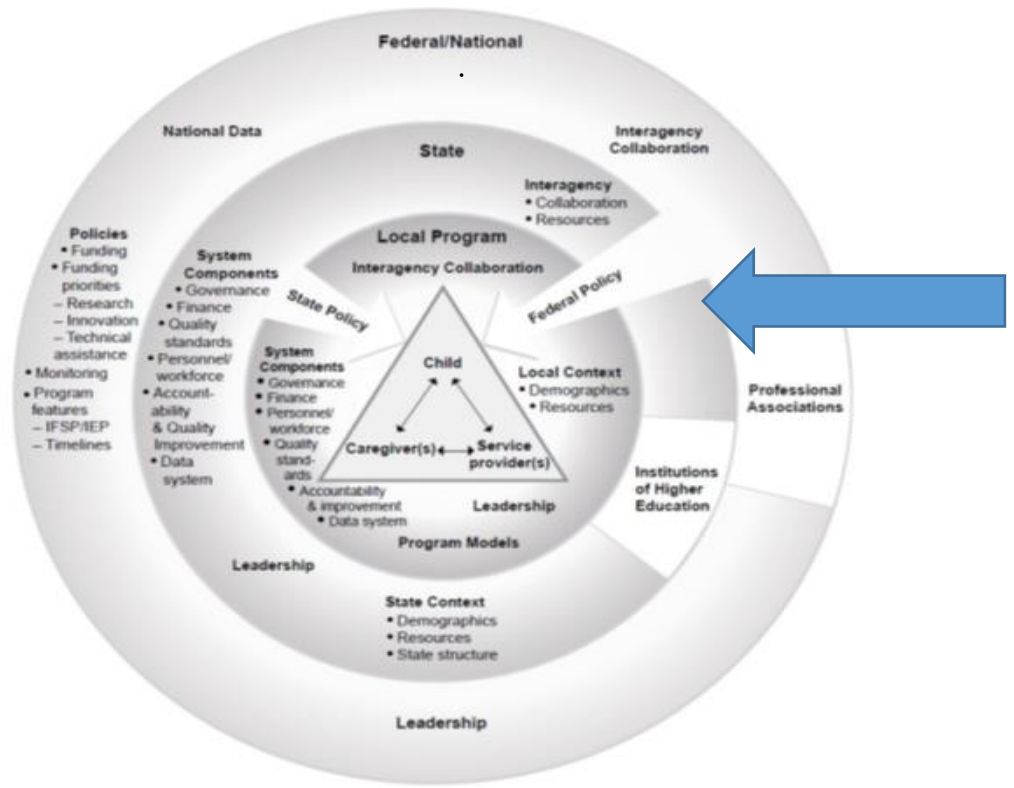 Federal/National
National Data
Interagency
Collaboration
State
Interagency
• Collaboration
• Resources
Policies
• Funding
• Funding
priorities
– Research
– Innovation
– Technical
assistance
• Monitoring
• Program
features
– IFSP/IEP
– Timelines
System
Components
• Governance
• Finance
• Quality
standards
• Personnel/
workforce
• Account-
ability
& Quality
Improvement
• Data
system
Local Program
Interagency Collaboration
State Policy
Federal Policy
System
Components
• Governance
• Finance
• Personnel/
workforce
• Quality
stand-
ards
• Accountability
& improvement
• Data system
Child
Caregiver(s)
Service
provider(s)
Local Context
• Demographics
• Resources
Leadership
Program Models
Professional
Associations
Institutions
of Higher
Education
Leadership
State Context
• Demographics
• Resources
• State structure
Leadership